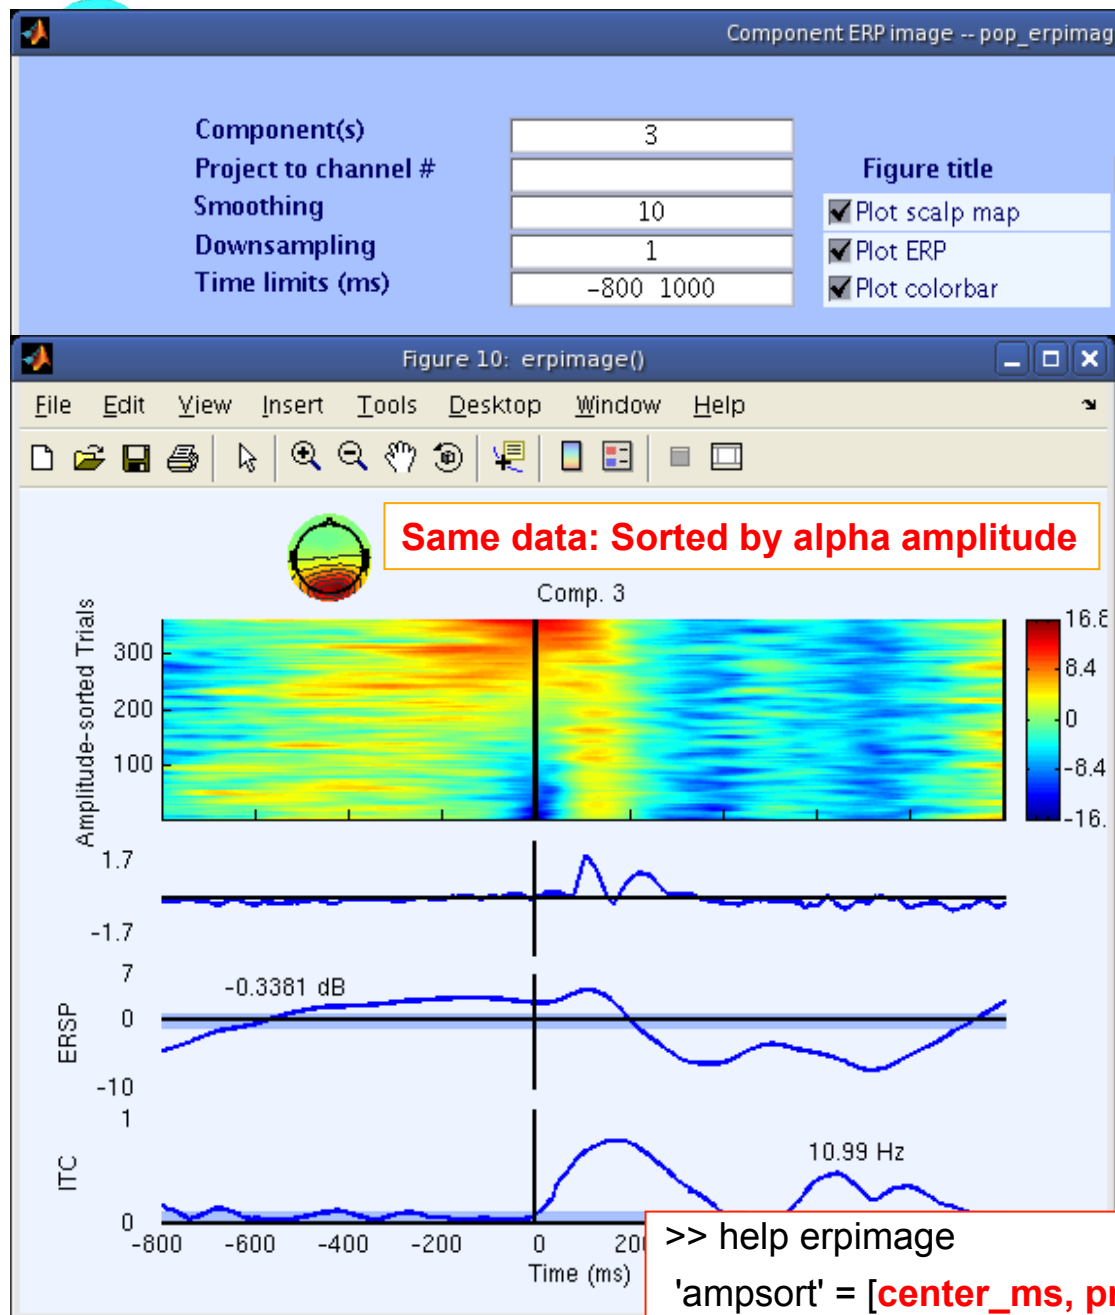 Component ERP image -- pop_erpimag
Component(s) 3
Project to channel # Figure title
Smoothing 10 Plot scalp map
Downsampling 1 Plot ERP
Time limits (ms) -800 1000 Plot colorbar
Figure 10: erpimage()
File Edit View Insert Tools Desktop Window Help
Same data: Sorted by alpha amplitude
Comp. 3
Amplitude-sorted Trials
300
200
100
16.6
8.4
0
-8.4
-16.
1.7
-1.7
ERSP
7
0
-10
-0.3381 dB
ITC
1
0
10.99 Hz
-800 -600 -400 -200 0 20
Time (ms)
>> help erpimage
'ampsort' = [center_ms, pr